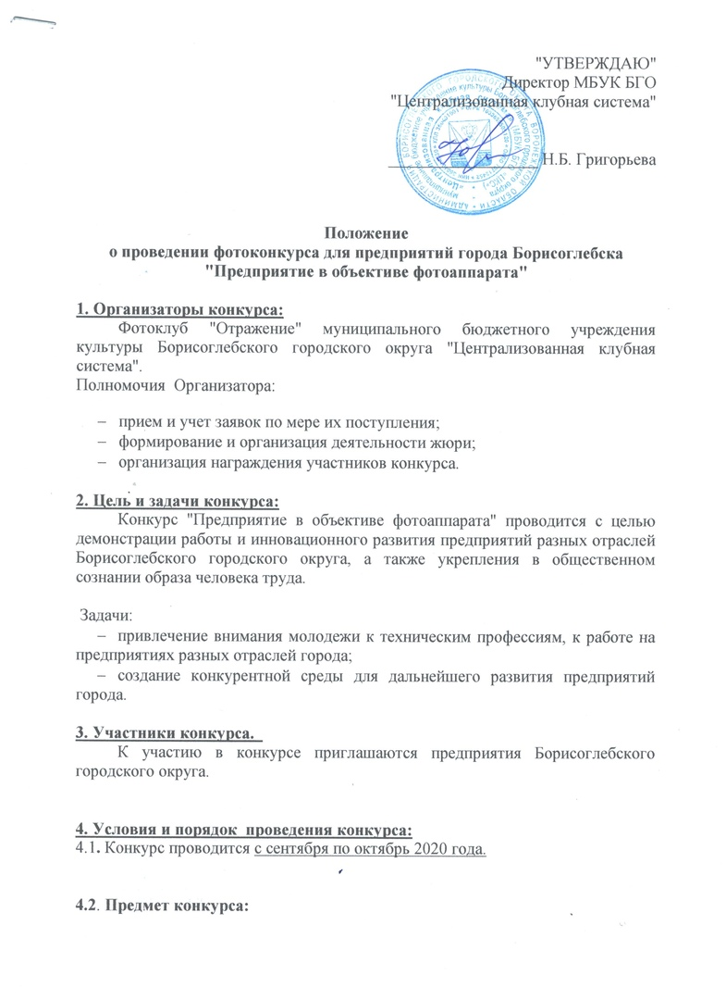 "УТВЕРЖДАЮ"
Директор МБУК БГО
"Централизованная клубная система"
Н.Б. Григорьева
Положение
о проведении фотоконкурса для предприятий города Борисоглебска
"Предприятие в объективе фотоаппарата"
1. Организаторы конкурса:
Фотоклуб "Отражение" муниципального бюджетного учреждения
культуры Борисоглебского городского округа "Централизованная клубная
система".
Полномочия Организатора:
– прием и учет заявок по мере их поступления;
– формирование и организация деятельности жюри;
– организация награждения участников конкурса.
2. Цель и задачи конкурса:
Конкурс "Предприятие в объективе фотоаппарата" проводится с целью
демонстрации работы и инновационного развития предприятий разных отраслей
Борисоглебского городского округа, а также укрепления в общественном
сознании образа человека труда.
Задачи:
– привлечение внимания молодежи к техническим профессиям, к работе на
предприятиях разных отраслей города;
– создание конкурентной среды для дальнейшего развития предприятий
города.
3. Участники конкурса.
К участию в конкурсе приглашаются предприятия Борисоглебского
городского округа.
4. Условия и порядок проведения конкурса:
4.1. Конкурс проводится с сентября по октябрь 2020 года.
4.2. Предмет конкурса: